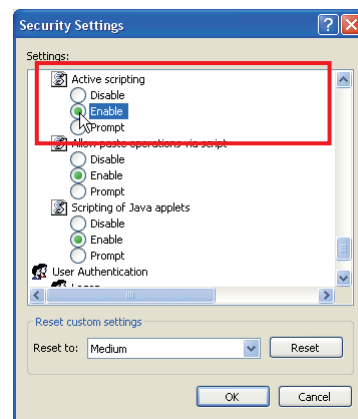 Security Settings
Settings:
Active scripting
Disable
Enable
Prompt
Allow paste operations via script
Disable
Enable
Prompt
Scripting of Java applets
Disable
Enable
Prompt
User Authentication
Logon
Reset custom settings
Reset to: Medium Reset
OK Cancel